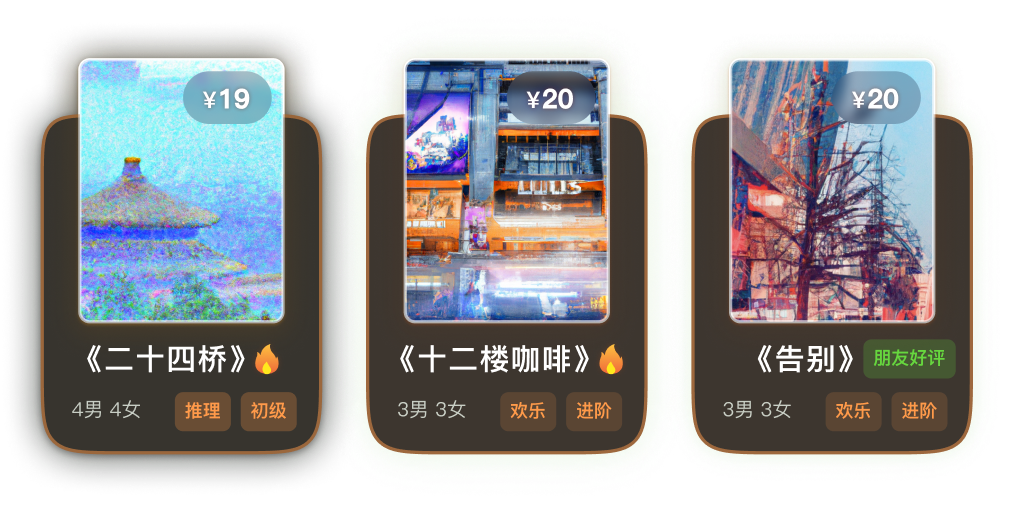 ¥19
《二十四桥》🔥
4男 4女 推理 初级
¥20
《十二楼咖啡》🔥
3男 3女 欢乐 进阶
¥20
《告别》 朋友好评
3男 3女 欢乐 进阶